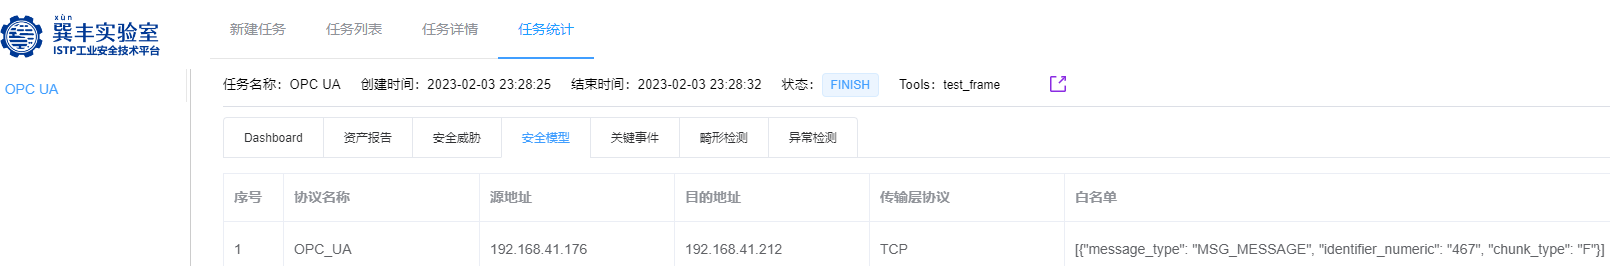 xùn
巽丰实验室
ISTP工业安全技术平台
新建任务 任务列表 任务详情 任务统计
OPC UA
任务名称：OPC UA 创建时间：2023-02-03 23:28:25 结束时间：2023-02-03 23:28:32 状态： FINISH Tools：test_frame
Dashboard 资产报告 安全威胁 安全模型 关键事件 畸形检测 异常检测
序号 协议名称 源地址 目的地址 传输层协议 白名单
1 OPC_UA 192.168.41.176 192.168.41.212 TCP [{"message_type": "MSG_MESSAGE", "identifier_numeric": "467", "chunk_type": "F"}]